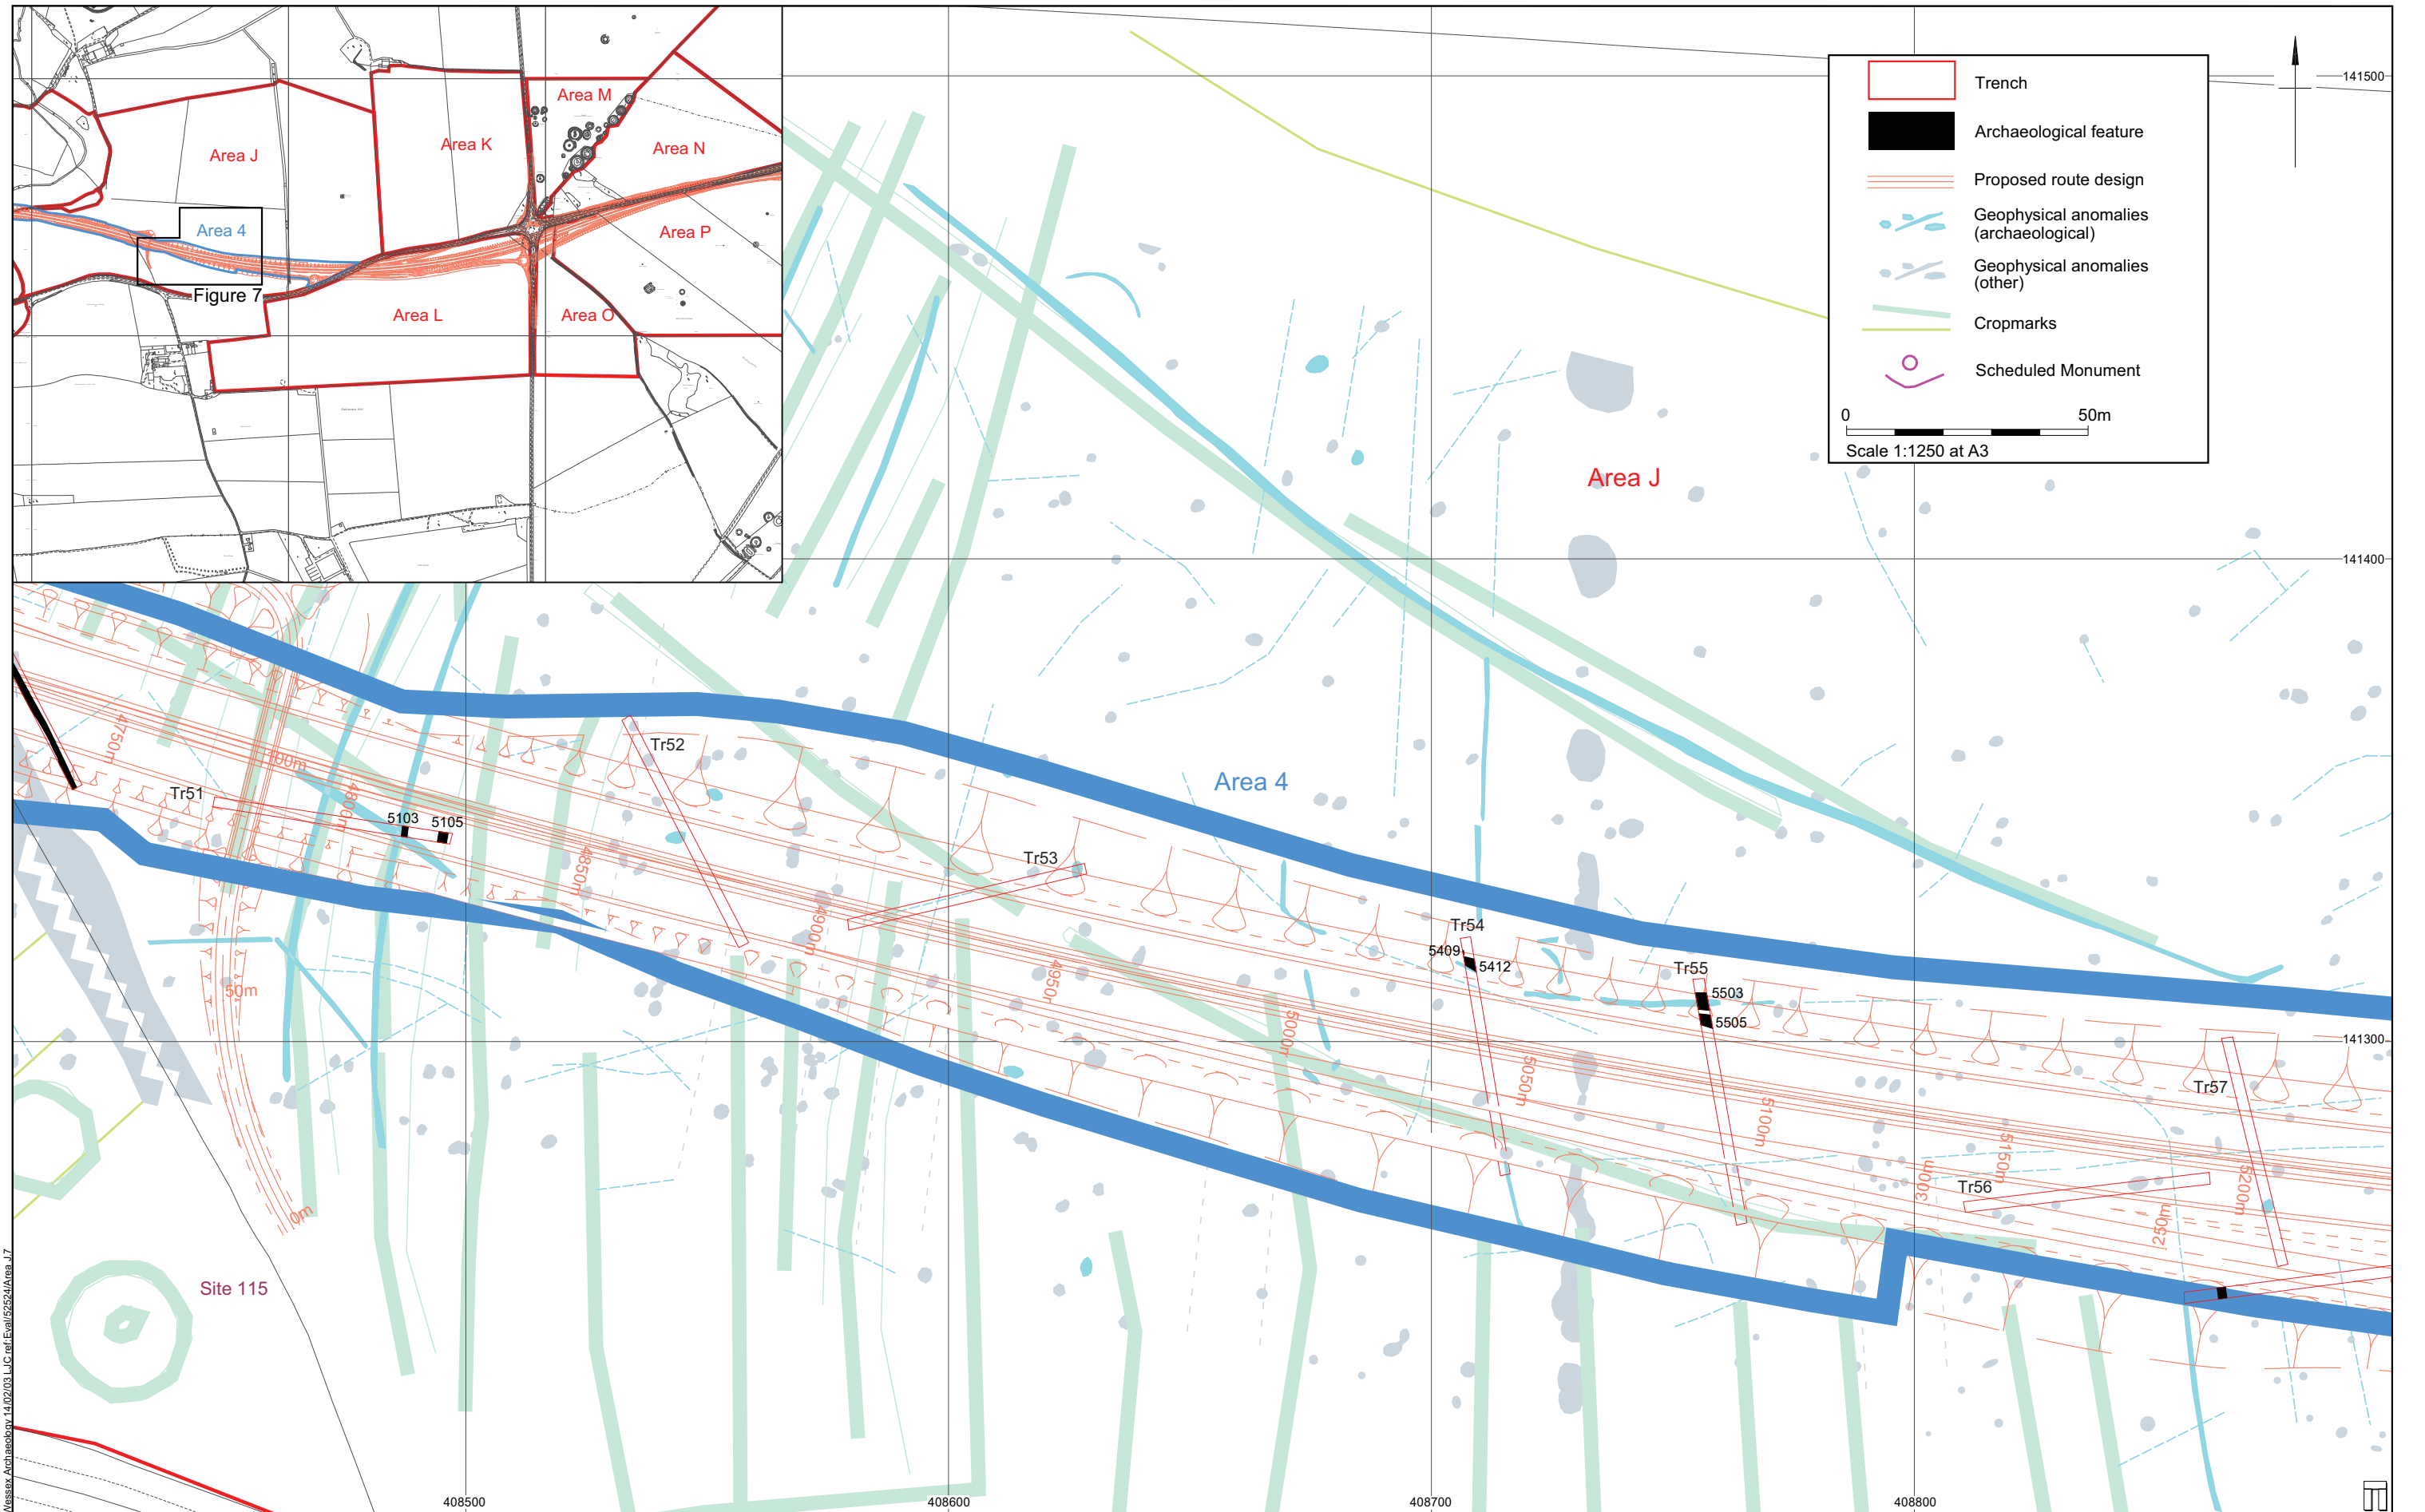 Area M
Area K
Area N
Area J
Area 4
Area P
Figure 7
Area L
Area O
Trench
Archaeological feature
Proposed route design
Geophysical anomalies
(archaeological)
Geophysical anomalies
(other)
Cropmarks
Scheduled Monument
0 50m
Scale 1:1250 at A3
141500
Area J
141400
Tr52
4750m
100m
Area 4
Tr51
4800m
5103 5105
4850m
Tr53
4900m
Tr54
5409
5412
Tr55
5503
5505
50m
4950m
5000m
141300
5050m
Tr57
5100m
5150m
300m
Tr56
5200m
250m
0m
Site 115
408500
408600
408700
408800
Wessex Archaeology 14/02/03 LJC ref:Eval/52524/Area J.7